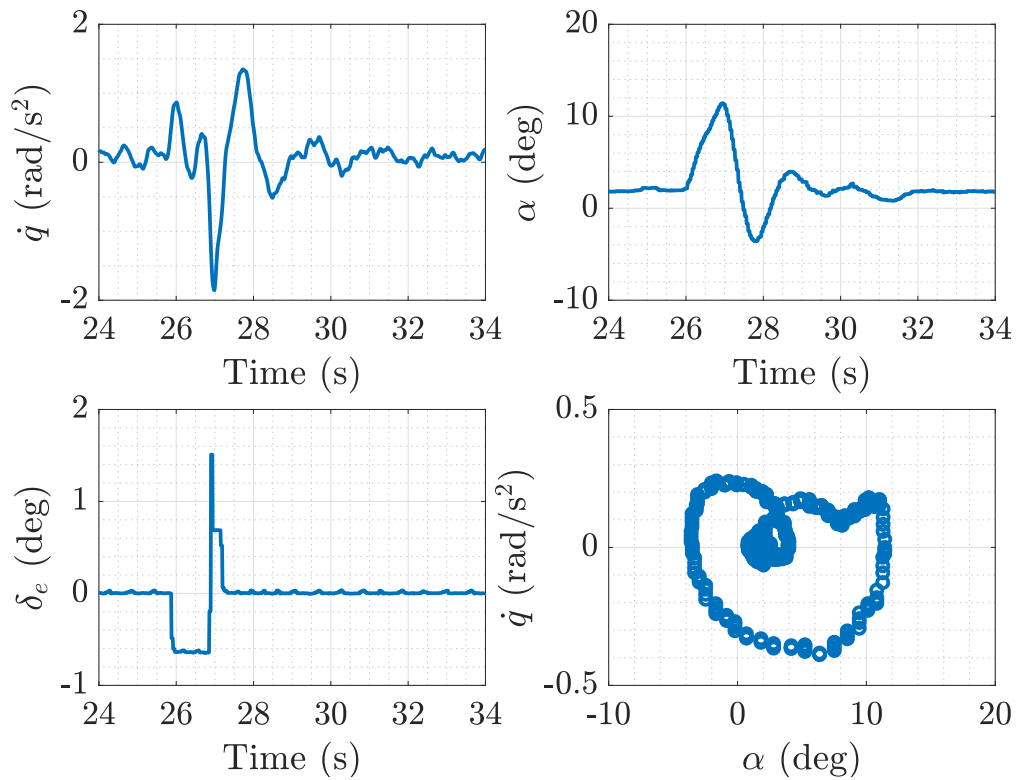 2
0
-2
q̇ (rad/s²)
24 26 28 30 32 34
Time (s)
20
10
0
-10
α (deg)
24 26 28 30 32 34
Time (s)
2
1
0
-1
δₑ (deg)
24 26 28 30 32 34
Time (s)
0.5
0
-0.5
q̇ (rad/s²)
-10 0 10 20
α (deg)